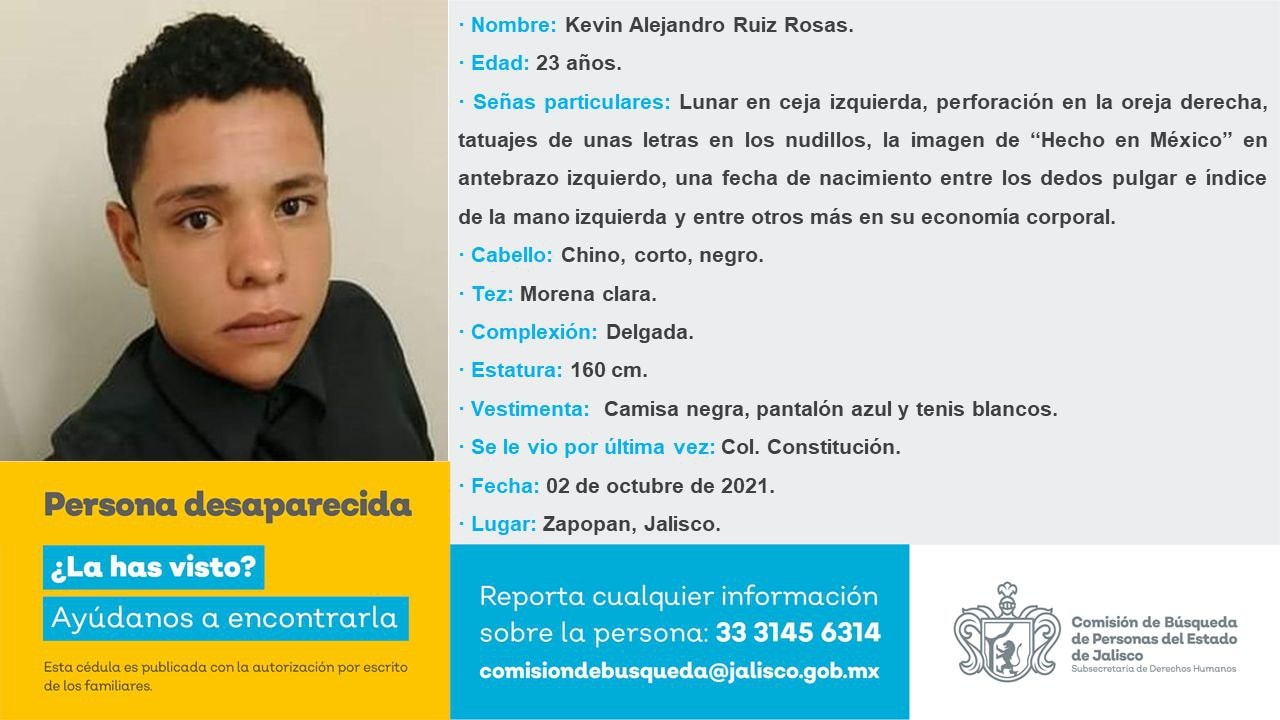 · Nombre: Kevin Alejandro Ruiz Rosas.
· Edad: 23 años.
· Señas particulares: Lunar en ceja izquierda, perforación en la oreja derecha,
tatuajes de unas letras en los nudillos, la imagen de “Hecho en México” en
antebrazo izquierdo, una fecha de nacimiento entre los dedos pulgar e índice
de la mano izquierda y entre otros más en su economía corporal.
· Cabello: Chino, corto, negro.
· Tez: Morena clara.
· Complexión: Delgada.
· Estatura: 160 cm.
· Vestimenta: Camisa negra, pantalón azul y tenis blancos.
· Se le vio por última vez: Col. Constitución.
· Fecha: 02 de octubre de 2021.
· Lugar: Zapopan, Jalisco.
Persona desaparecida
¿La has visto?
Ayúdanos a encontrarla
Esta cédula es publicada con la autorización por escrito
de los familiares.
Reporta cualquier información
sobre la persona: 33 3145 6314
comisiondebusqueda@jalisco.gob.mx
Comisión de Búsqueda
de Personas del Estado
de Jalisco
Subsecretaría de Derechos Humanos